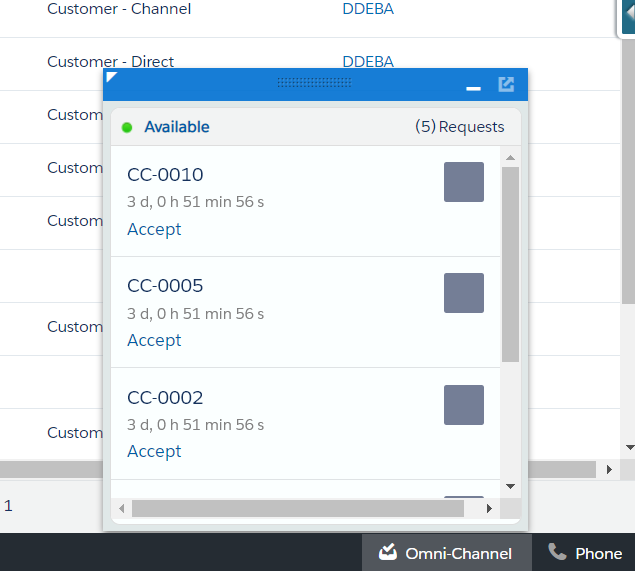 Customer - Channel DDEBA
Customer - Direct DDEBA
Available (5) Requests
Custom
CC-0010
3 d, 0 h 51 min 56 s
Custom
Accept
Custom
CC-0005
3 d, 0 h 51 min 56 s
Custom
Accept
CC-0002
3 d, 0 h 51 min 56 s
Custom
Accept
1
Omni-Channel Phone